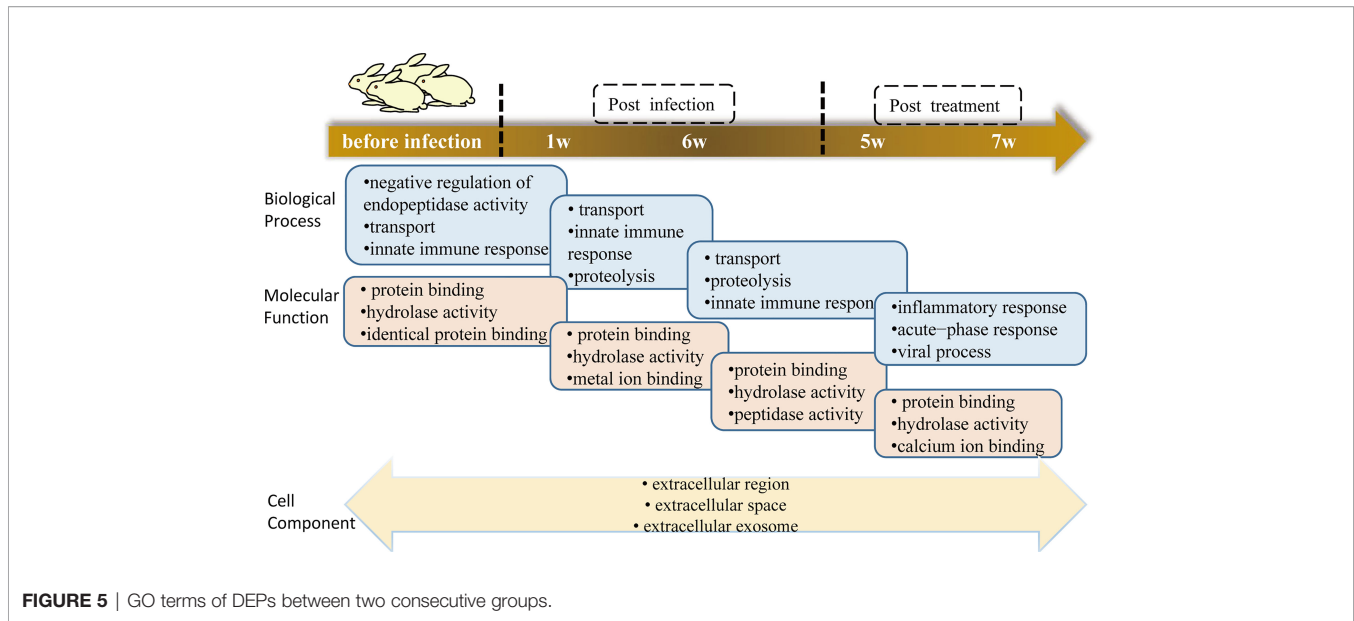 Post infection
Post treatment
before infection
1w
6w
5w
7w
Biological
Process
•negative regulation of
endopeptidase activity
•transport
•innate immune response
• transport
•innate immune
response
•proteolysis
• transport
•proteolysis
•innate immune respon
•inflammatory response
•acute−phase response
•viral process
Molecular
Function
• protein binding
•hydrolase activity
•identical protein binding
• protein binding
•hydrolase activity
•metal ion binding
•protein binding
•hydrolase activity
•peptidase activity
• protein binding
•hydrolase activity
•calcium ion binding
Cell
Component
• extracellular region
• extracellular space
• extracellular exosome
FIGURE 5 | GO terms of DEPs between two consecutive groups.